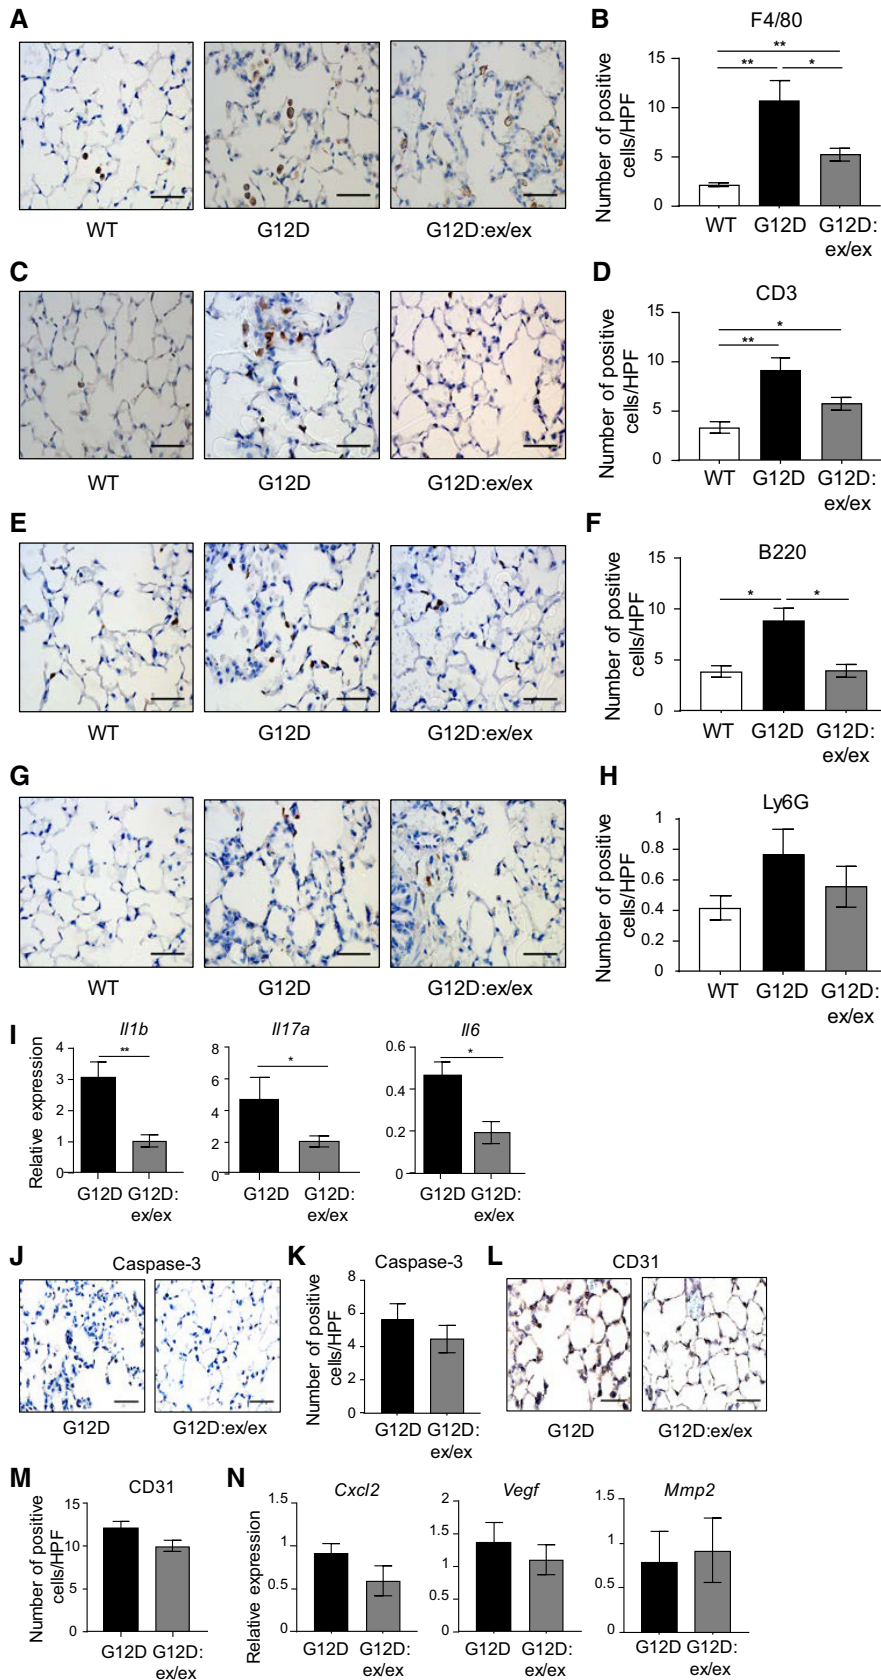 A
WT
G12D
G12D:ex/ex
B
F4/80
Number of positive
cells/HPF
15
10
5
0
**
**
*
WT
G12D
G12D:
ex/ex
C
WT
G12D
G12D:ex/ex
D
CD3
Number of positive
cells/HPF
15
10
5
0
*
**
WT
G12D
G12D:
ex/ex
E
WT
G12D
G12D:ex/ex
F
B220
Number of positive
cells/HPF
15
10
5
0
*
*
WT
G12D
G12D:
ex/ex
G
WT
G12D
G12D:ex/ex
H
Ly6G
Number of positive
cells/HPF
1
0.8
0.6
0.4
0.2
0
WT
G12D
G12D:
ex/ex
I
Il1b
Relative expression
4
3
2
1
0
**
G12D
G12D:
ex/ex
Il17a
8
6
4
2
0
*
G12D
G12D:
ex/ex
Il6
0.6
0.4
0.2
0
*
G12D
G12D:
ex/ex
J
Caspase-3
G12D
G12D:ex/ex
K
Caspase-3
Number of positive
cells/HPF
8
6
4
2
0
G12D
G12D:
ex/ex
L
CD31
G12D
G12D:ex/ex
M
CD31
Number of positive
cells/HPF
15
10
5
0
G12D
G12D:
ex/ex
N
Cxcl2
Relative expression
1.5
1
0.5
0
G12D
G12D:
ex/ex
Vegf
2
1.5
1
0.5
0
G12D
G12D:
ex/ex
Mmp2
1.5
1
0.5
0
G12D
G12D:
ex/ex